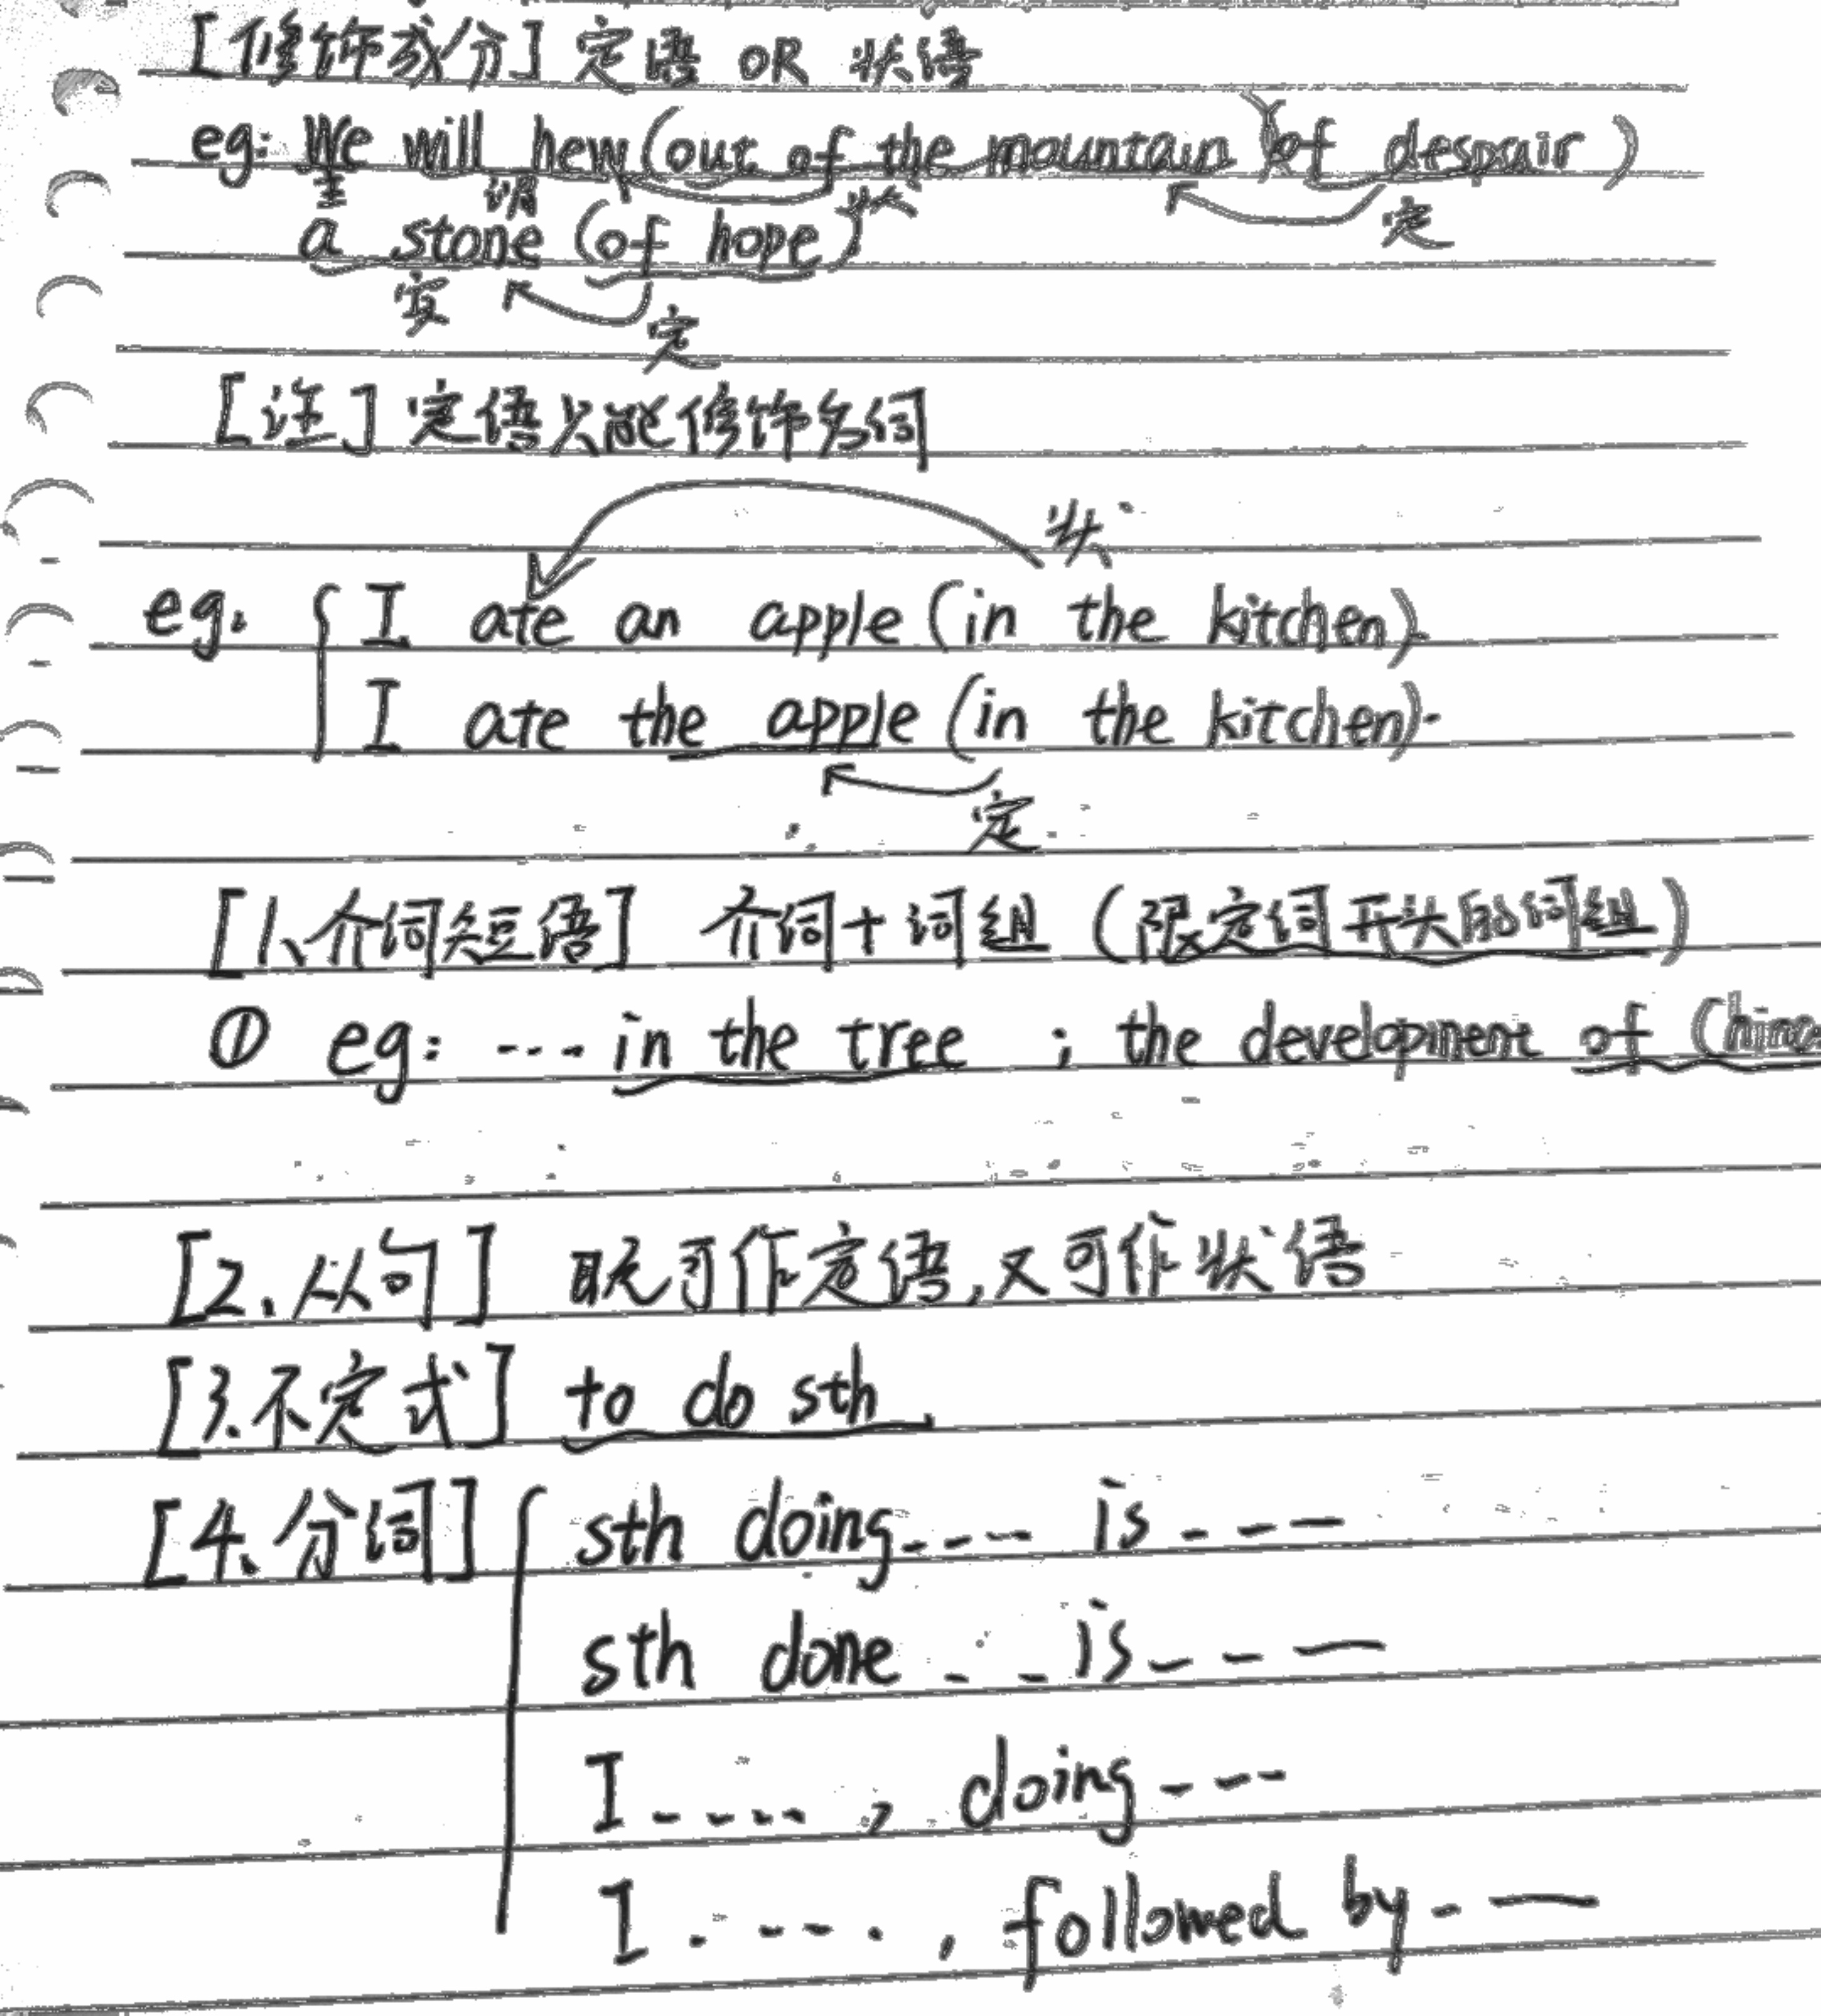 [修饰成分] 定语 OR 状语
eg: We will hew (out of the mountain) of despair)
主 谓 状 定
a stone (of hope)
宾 定
[注] 定语只能修饰名词
状
eg. I ate an apple (in the kitchen).
I ate the apple (in the kitchen).
定
[1、介词短语] 介词+词组 (限定词开头的词组)
① eg: ... in the tree ; the development of
[2. 从句] 既可作定语,又可作状语
[3.不定式] to do sth.
[4、分词] sth doing.... is ---
sth done -- is---
I ....., doing ---
I ....., followed by ---